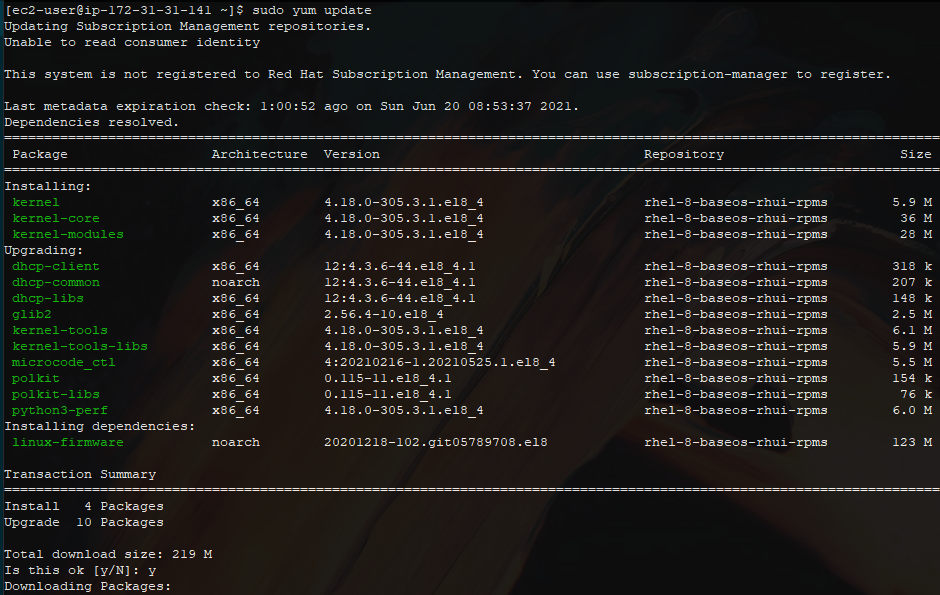 [ec2-user@ip-172-31-31-141 ~]$ sudo yum update
Updating Subscription Management repositories.
Unable to read consumer identity
This system is not registered to Red Hat Subscription Management. You can use subscription-manager to register.
Last metadata expiration check: 1:00:52 ago on Sun Jun 20 08:53:37 2021.
Dependencies resolved.
================================================================================
Package Architecture Version Repository Size
================================================================================
Installing:
kernel x86_64 4.18.0-305.3.1.el8_4 rhel-8-baseos-rhui-rpms 5.9 M
kernel-core x86_64 4.18.0-305.3.1.el8_4 rhel-8-baseos-rhui-rpms 36 M
kernel-modules x86_64 4.18.0-305.3.1.el8_4 rhel-8-baseos-rhui-rpms 28 M
Upgrading:
dhcp-client x86_64 12:4.3.6-44.el8_4.1 rhel-8-baseos-rhui-rpms 318 k
dhcp-common noarch 12:4.3.6-44.el8_4.1 rhel-8-baseos-rhui-rpms 207 k
dhcp-libs x86_64 12:4.3.6-44.el8_4.1 rhel-8-baseos-rhui-rpms 148 k
glib2 x86_64 2.56.4-10.el8_4 rhel-8-baseos-rhui-rpms 2.5 M
kernel-tools x86_64 4.18.0-305.3.1.el8_4 rhel-8-baseos-rhui-rpms 6.1 M
kernel-tools-libs x86_64 4.18.0-305.3.1.el8_4 rhel-8-baseos-rhui-rpms 5.9 M
microcode_ctl x86_64 4:20210216-1.20210525.1.el8_4 rhel-8-baseos-rhui-rpms 5.5 M
polkit x86_64 0.115-11.el8_4.1 rhel-8-baseos-rhui-rpms 154 k
polkit-libs x86_64 0.115-11.el8_4.1 rhel-8-baseos-rhui-rpms 76 k
python3-perf x86_64 4.18.0-305.3.1.el8_4 rhel-8-baseos-rhui-rpms 6.0 M
Installing dependencies:
linux-firmware noarch 20201218-102.git05789708.el8 rhel-8-baseos-rhui-rpms 123 M
Transaction Summary
================================================================================
Install 4 Packages
Upgrade 10 Packages
Total download size: 219 M
Is this ok [y/N]: y
Downloading Packages: